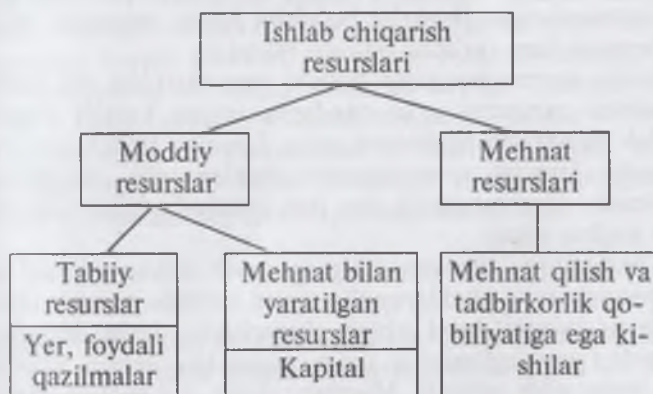 Ishlab chiqarish
resurslari
Moddiy
resurslar
Mehnat
resurslari
Tabiiy
resurslar
Yer, foydali
qazilmalar
Mehnat bilan
yaratilgan
resurslar
Kapital
Mehnat qilish va
tadbirkorlik qo-
biliyatiga ega ki-
shilar